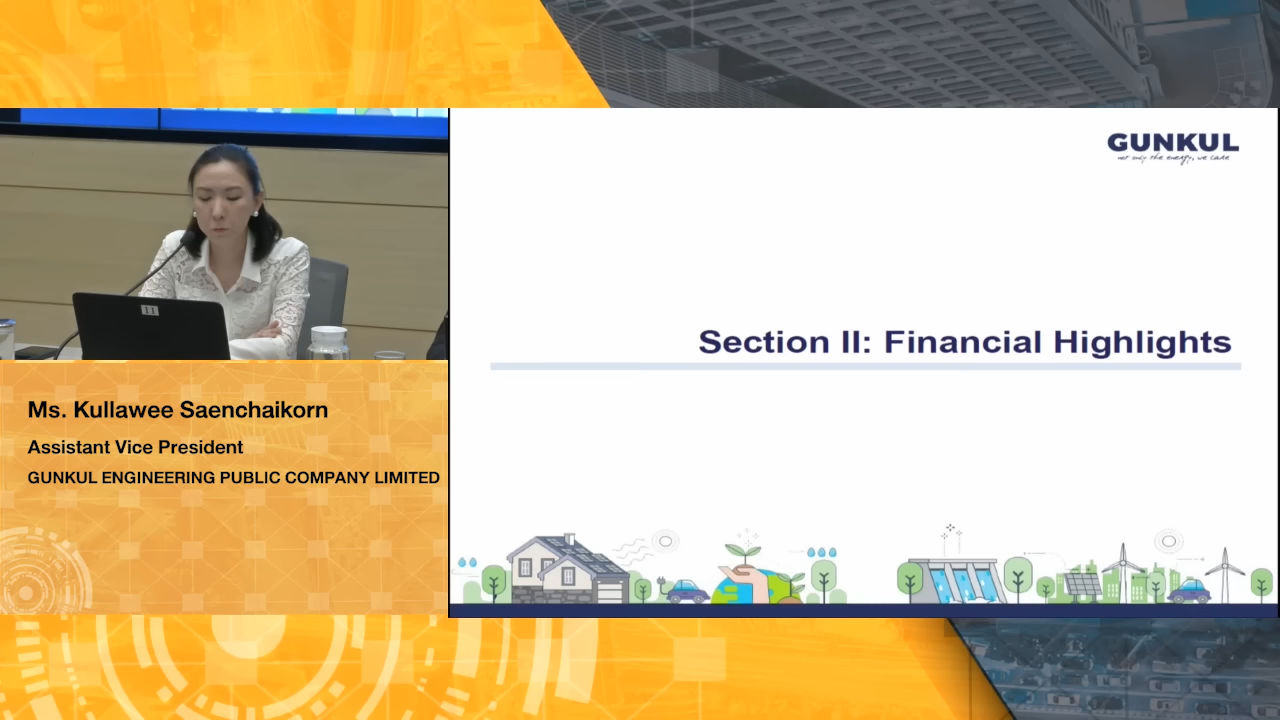 GUNKUL
not only the energy, we care
Section II: Financial Highlights
11
Ms. Kullawee Saenchaikorn
Assistant Vice President
GUNKUL ENGINEERING PUBLIC COMPANY LIMITED